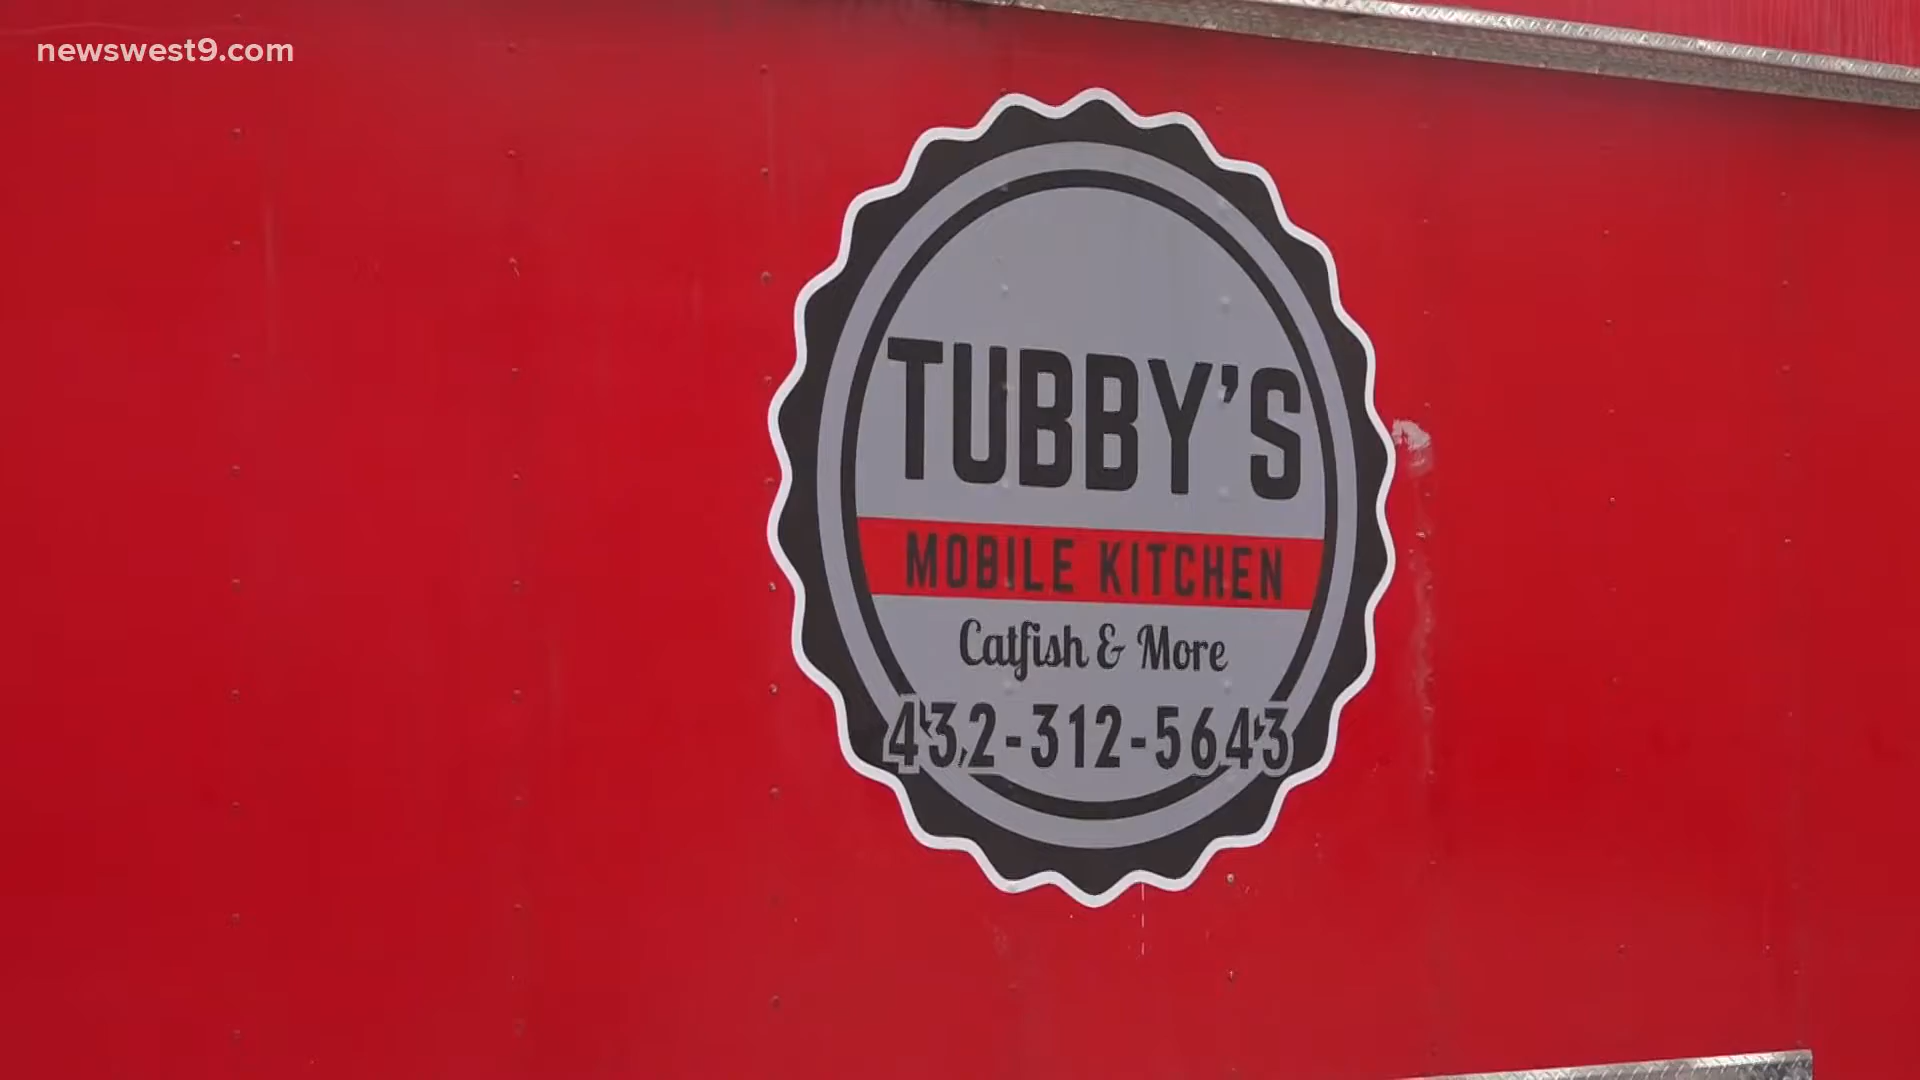 newswest9.com
TUBBY'S
MOBILE KITCHEN
Catfish & More
432-312-5643